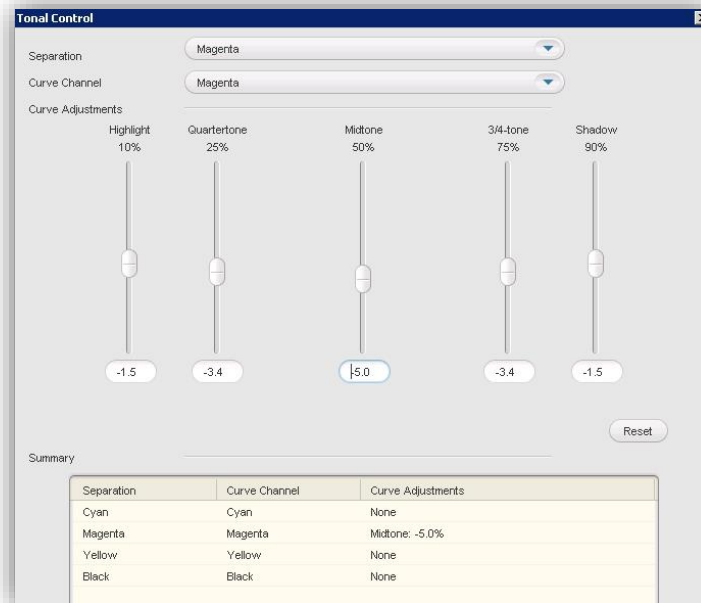 Tonal Control
Separation Magenta
Curve Channel Magenta
Curve Adjustments
Highlight Quartertone Midtone 3/4-tone Shadow
10% 25% 50% 75% 90%
-1.5 -3.4 -5.0 -3.4 -1.5
Reset
Summary
Separation Curve Channel Curve Adjustments
Cyan Cyan None
Magenta Magenta Midtone: -5.0%
Yellow Yellow None
Black Black None